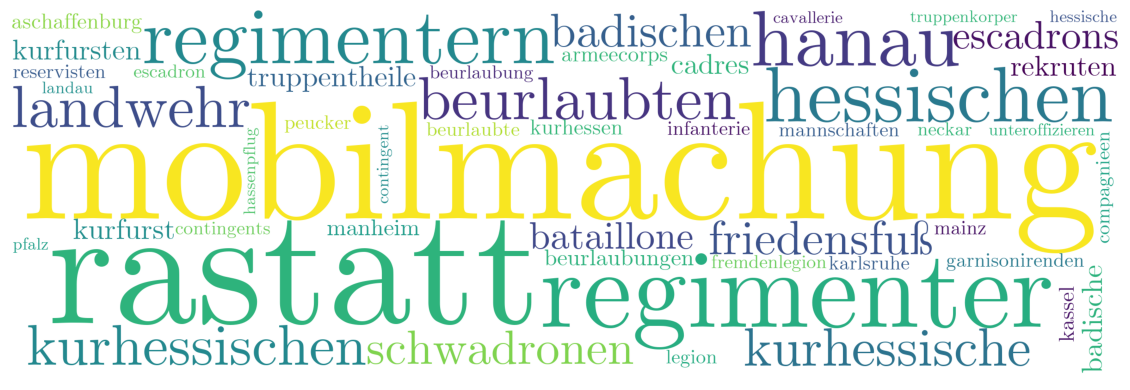 aschaffenburg regimentern badischen cavallerie hanau truppenkorper hessische
kurfursten armeecorps escadrons
reservisten escadron truppentheile beurlaubung cadres rekruten
landau
landwehr beurlaubten hessischen
peucker beurlaubte kurhessen infanterie mannschaften neckar unteroffizieren
hassenpflug mobilmachung contingent compagnieen
pfalz kurfurst contingents manheim bataillone friedensfuß mainz
rastatt beurlaubungen fremdenlegion karlsruhe garnisonirenden
regimenter kassel badische
kurhessischen schwadronen legion kurhessische